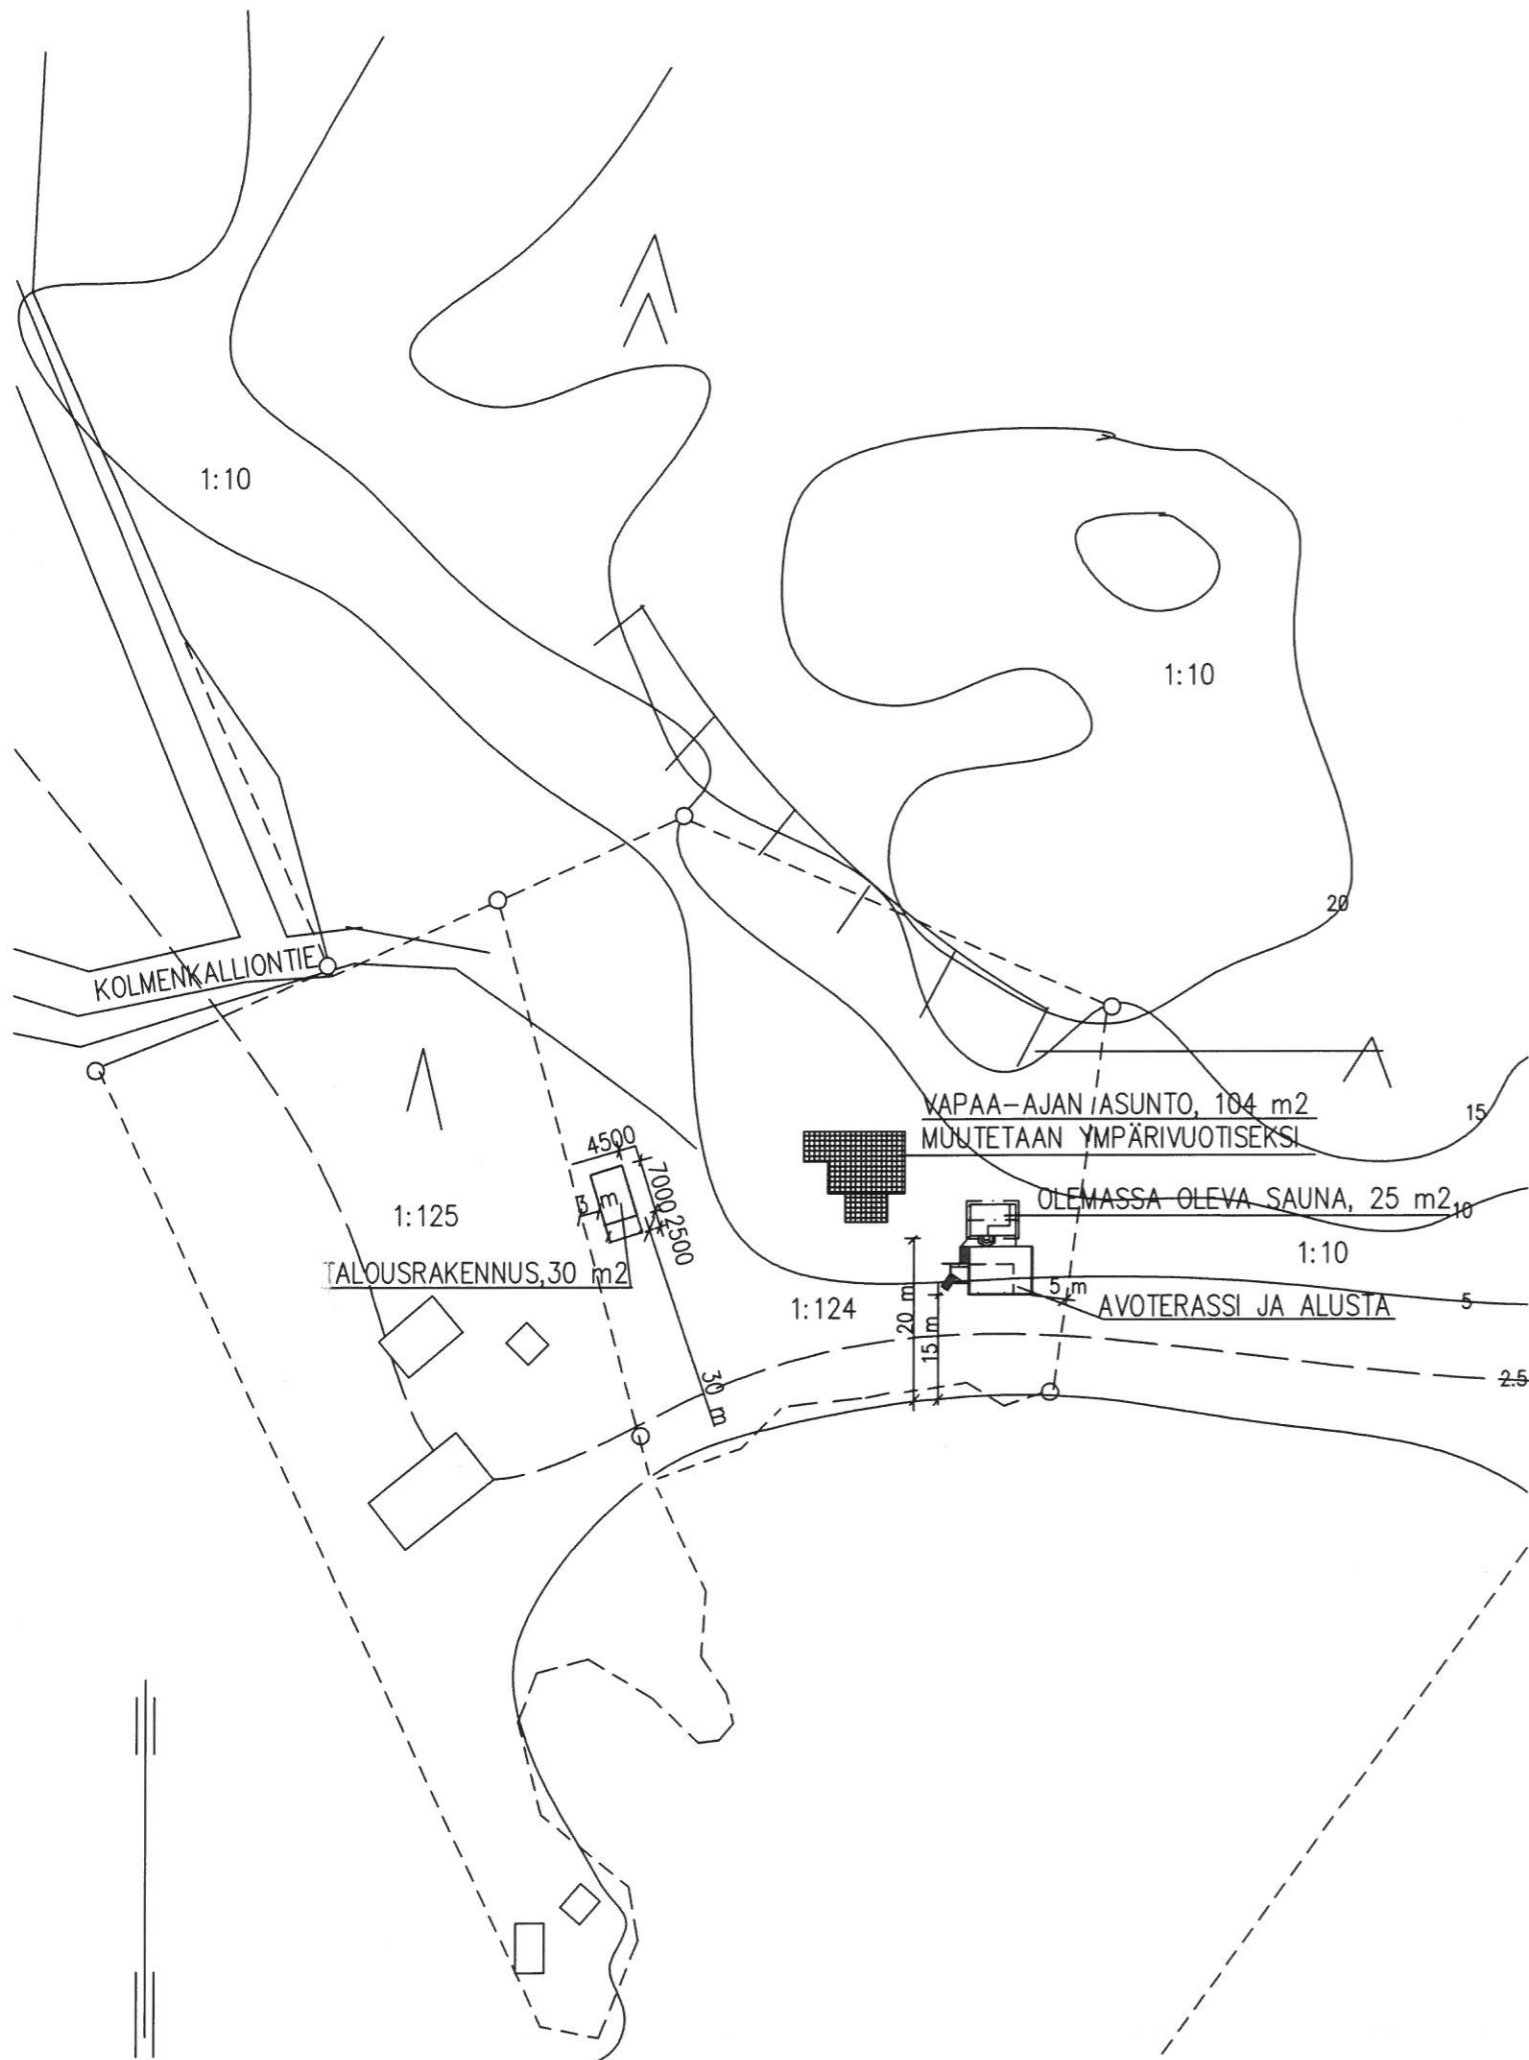 1:10
1:10
20
KOLMENKALLIONTIE
VAPAA-AJAN ASUNTO, 104 m2
MUUTETAAN YMPÄRIVUOTISEKSI
15
4500
7000
2500
3 m
1:125
OLEMASSA OLEVA SAUNA, 25 m2
10
1:10
TALOUSRAKENNUS,30 m2
1:124
20 m
15 m
5 m
AVOTERASSI JA ALUSTA
5
30 m
2.5